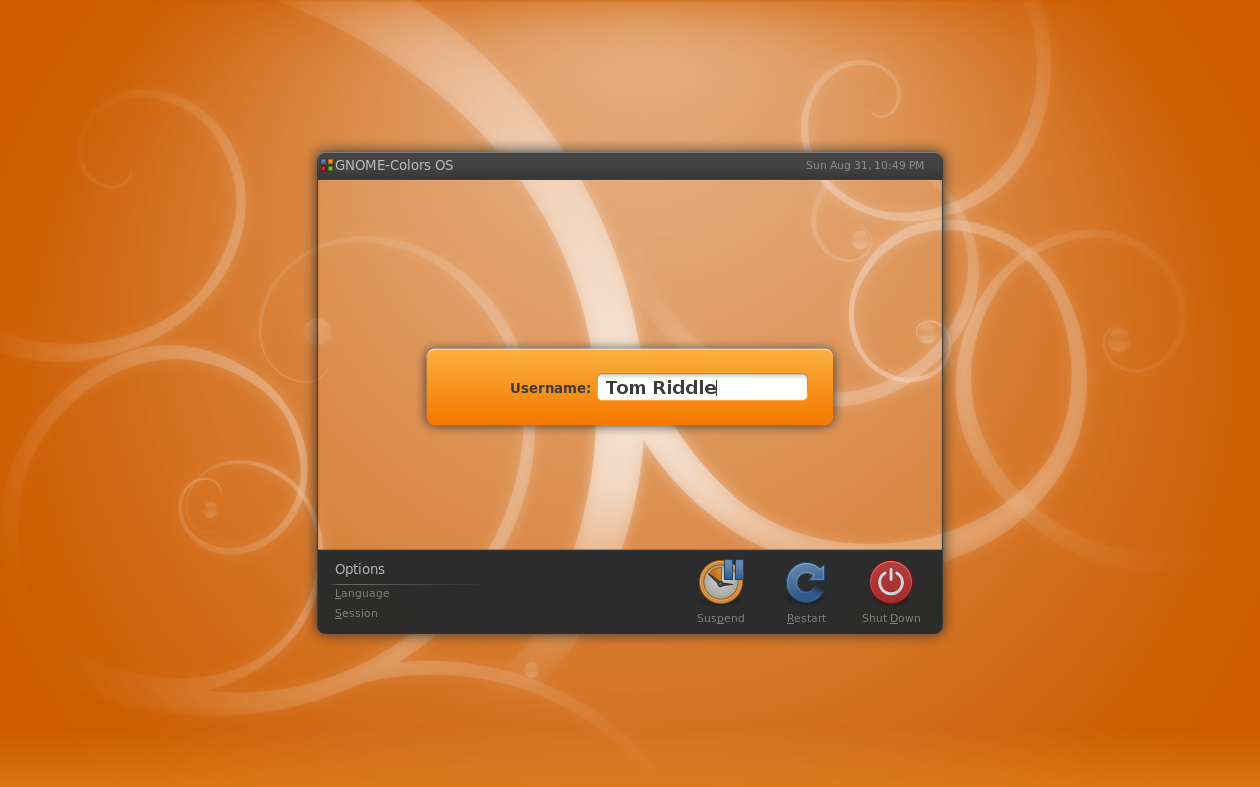 GNOME-Colors OS
Sun Aug 31, 10:49 PM
Username: Tom Riddle
Options
Language
Session
Suspend
Restart
Shut Down